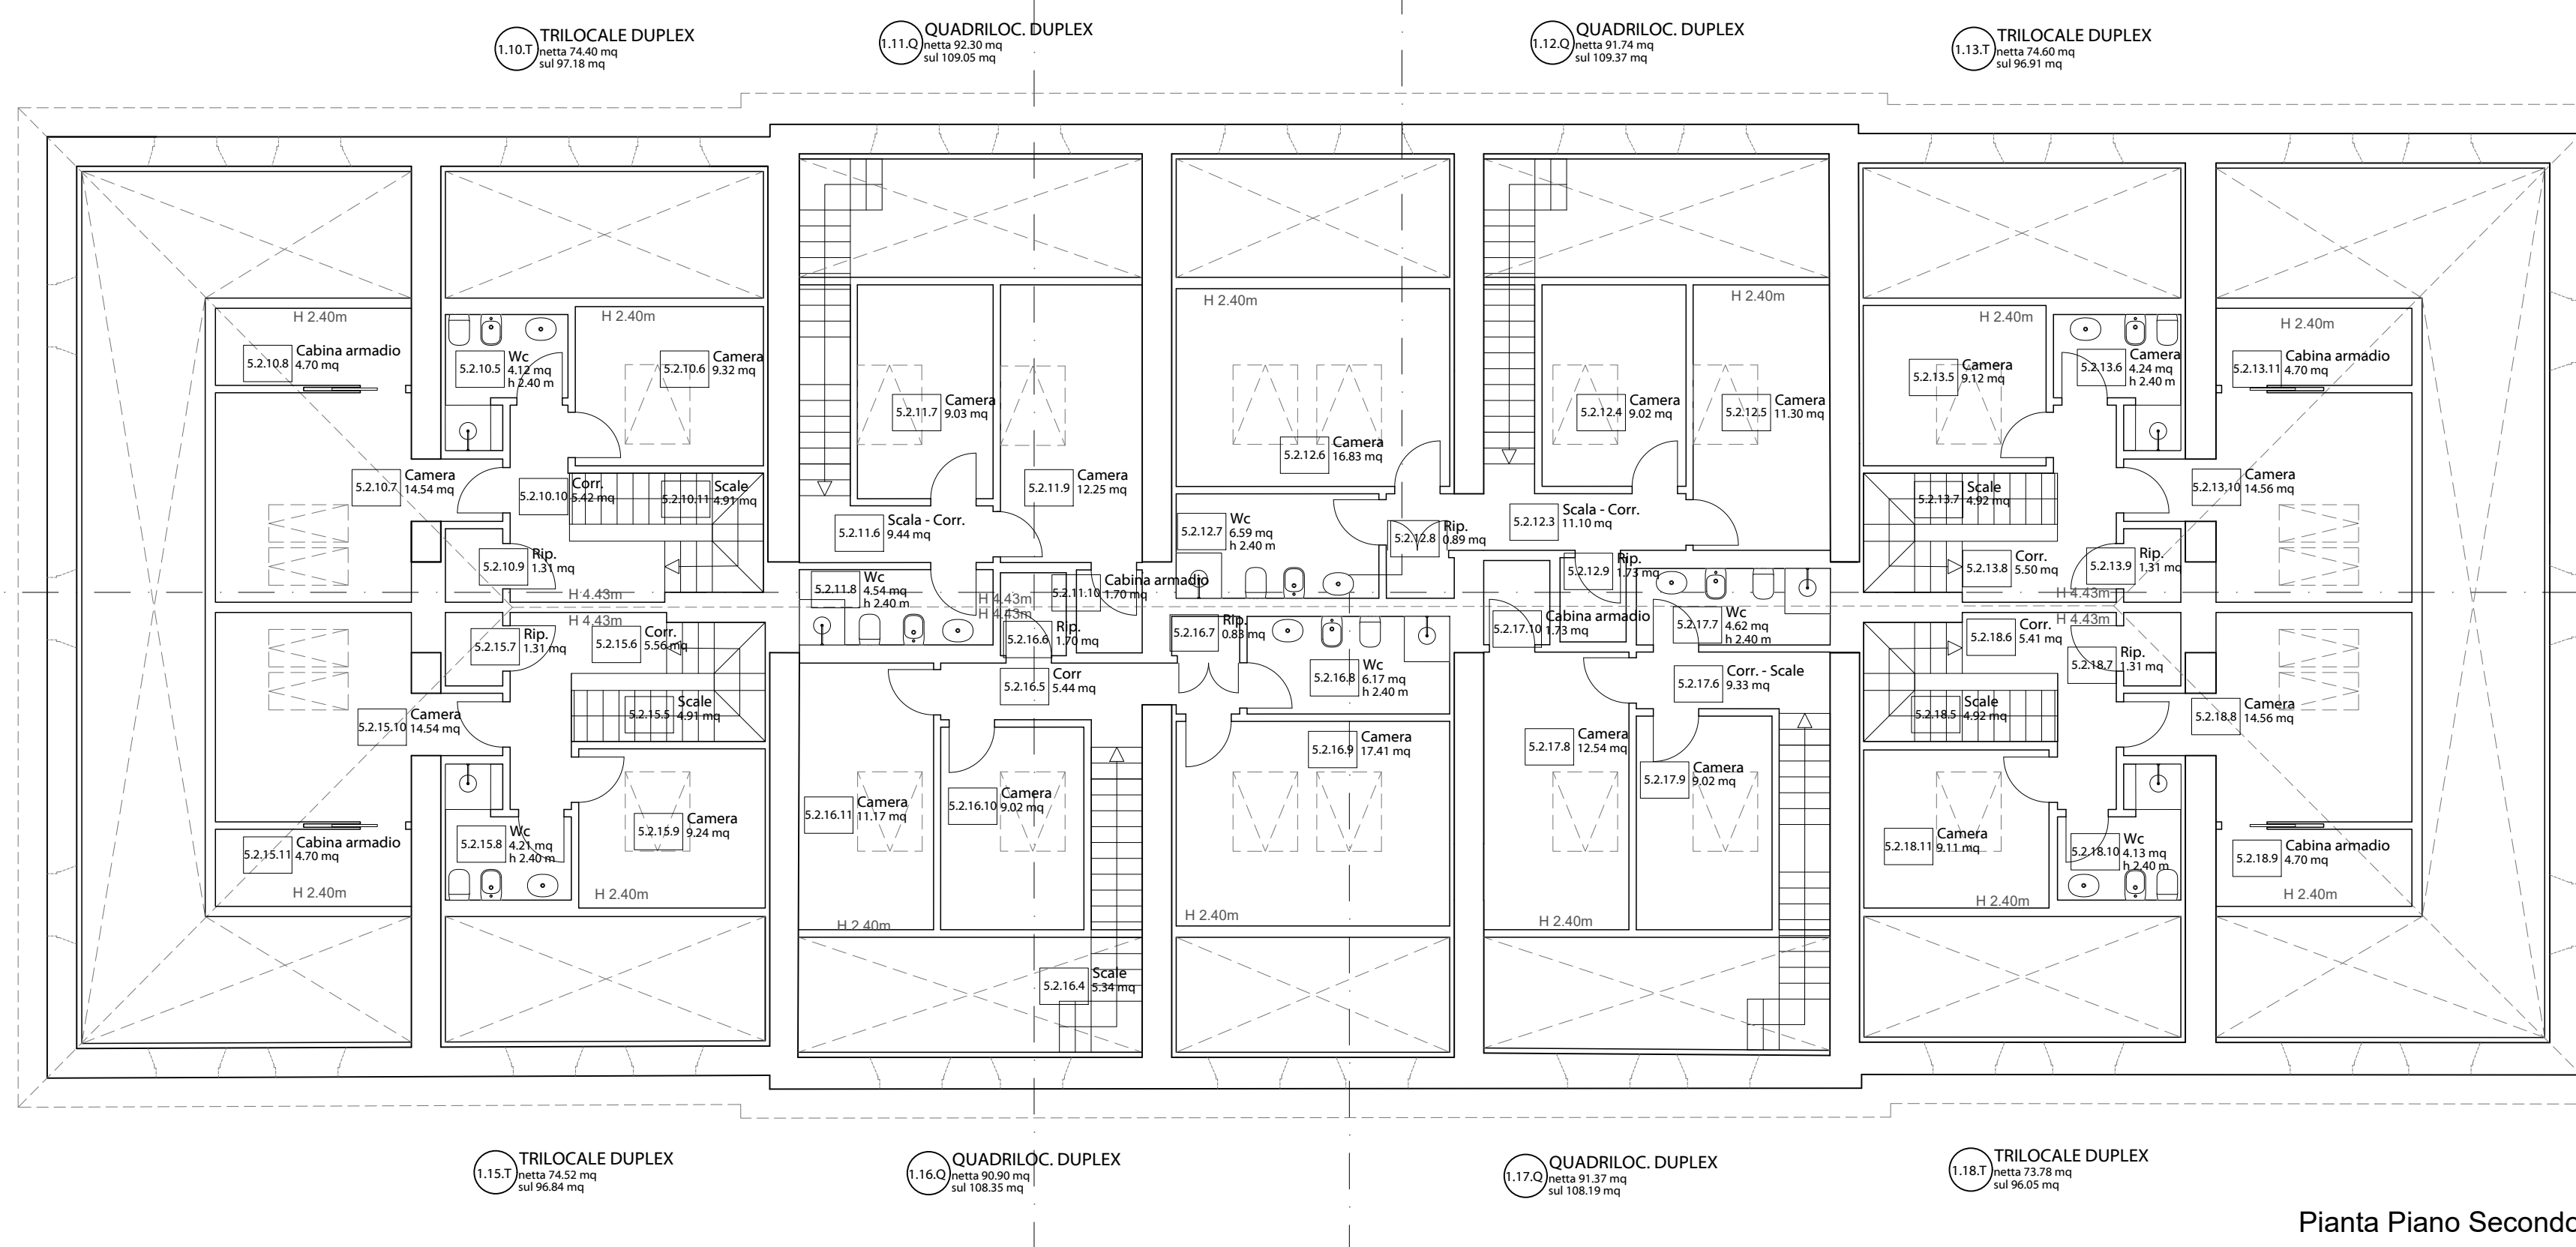 1.10.T
TRILOCALE DUPLEX
netta 74.40 mq
sul 97.18 mq
1.11.Q
QUADRILOC. DUPLEX
netta 92.30 mq
sul 109.05 mq
1.12.Q
QUADRILOC. DUPLEX
netta 91.74 mq
sul 109.37 mq
1.13.T
TRILOCALE DUPLEX
netta 74.60 mq
sul 96.91 mq
H 2.40m
5.2.10.8
Cabina armadio
4.70 mq
5.2.10.5
Wc
4.12 mq
h 2.40 m
H 2.40m
5.2.10.6
Camera
9.32 mq
5.2.10.7
Camera
14.54 mq
5.2.10.10
Corr.
5.42 mq
5.2.10.11
Scale
4.91 mq
5.2.10.9
Rip.
1.31 mq
H 4.43m
H 4.43m
5.2.11.7
Camera
9.03 mq
5.2.11.9
Camera
12.25 mq
5.2.11.6
Scala - Corr.
9.44 mq
5.2.11.8
Wc
4.54 mq
h 2.40 m
5.2.11.10
Cabina armadio
1.70 mq
H 4.43m
H 4.43m
H 2.40m
5.2.12.6
Camera
16.83 mq
5.2.12.7
Wc
6.59 mq
h 2.40 m
5.2.12.8
Rip.
0.89 mq
5.2.12.4
Camera
9.02 mq
H 2.40m
5.2.12.5
Camera
11.30 mq
5.2.12.3
Scala - Corr.
11.10 mq
5.2.12.9
Rip.
1.73 mq
H 2.40m
5.2.13.5
Camera
9.12 mq
5.2.13.6
Camera
4.24 mq
h 2.40 m
H 2.40m
5.2.13.11
Cabina armadio
4.70 mq
5.2.13.7
Scale
4.92 mq
5.2.13.10
Camera
14.56 mq
5.2.13.8
Corr.
5.50 mq
5.2.13.9
Rip.
1.31 mq
H 4.43m
H 4.43m
5.2.15.7
Rip.
1.31 mq
5.2.15.6
Corr.
5.56 mq
5.2.15.10
Camera
14.54 mq
5.2.15.5
Scale
4.91 mq
5.2.15.8
Wc
4.21 mq
h 2.40 m
5.2.15.9
Camera
9.24 mq
5.2.15.11
Cabina armadio
4.70 mq
H 2.40m
H 2.40m
5.2.16.6
Rip.
1.70 mq
5.2.16.5
Corr
5.44 mq
5.2.16.7
Rip.
0.83 mq
5.2.16.8
Wc
6.17 mq
h 2.40 m
5.2.16.9
Camera
17.41 mq
5.2.16.11
Camera
11.17 mq
5.2.16.10
Camera
9.02 mq
H 2.40m
H 2.40m
5.2.16.4
Scale
5.34 mq
5.2.17.10
Cabina armadio
1.73 mq
5.2.17.7
Wc
4.62 mq
h 2.40 m
5.2.17.6
Corr. - Scale
9.33 mq
5.2.17.8
Camera
12.54 mq
5.2.17.9
Camera
9.02 mq
H 2.40m
5.2.18.6
Corr.
5.41 mq
5.2.18.7
Rip.
1.31 mq
5.2.18.5
Scale
4.92 mq
5.2.18.8
Camera
14.56 mq
5.2.18.11
Camera
9.11 mq
5.2.18.10
Wc
4.13 mq
h 2.40 m
5.2.18.9
Cabina armadio
4.70 mq
H 2.40m
H 2.40m
1.15.T
TRILOCALE DUPLEX
netta 74.52 mq
sul 96.84 mq
1.16.Q
QUADRILOC. DUPLEX
netta 90.90 mq
sul 108.35 mq
1.17.Q
QUADRILOC. DUPLEX
netta 91.37 mq
sul 108.19 mq
1.18.T
TRILOCALE DUPLEX
netta 73.78 mq
sul 96.05 mq
Pianta Piano Secondo